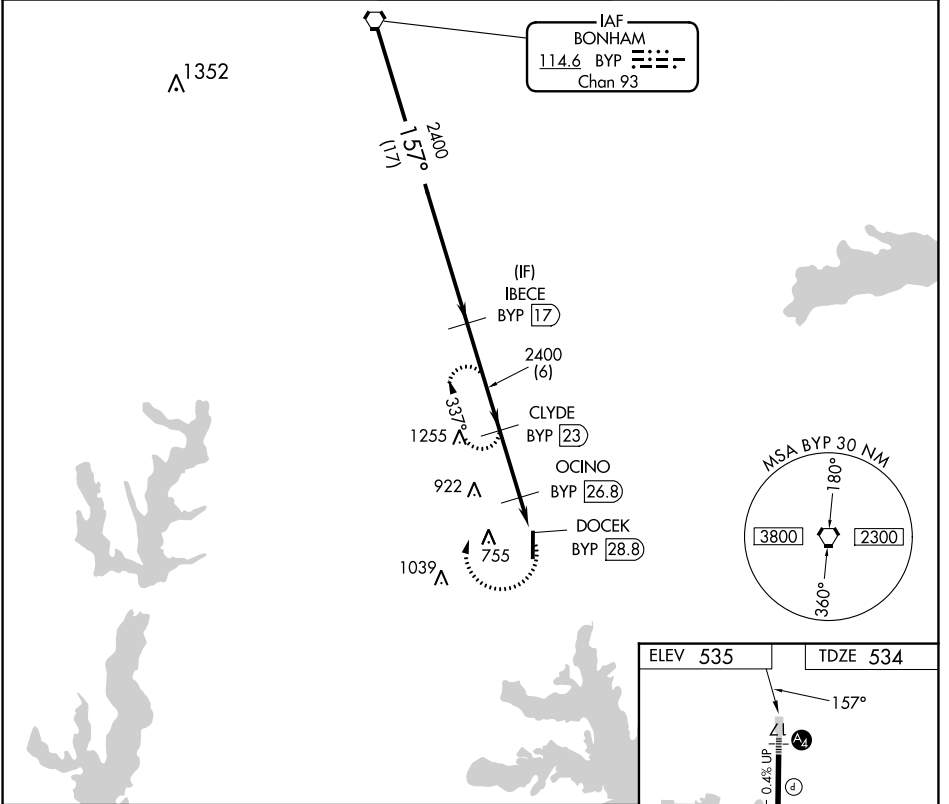 IAF
BONHAM
114.6 BYP
Chan 93
1352
2400
157°
(17)
(IF)
IBECE
BYP 17
2400
(6)
337°
CLYDE
BYP 23
1255
OCINO
BYP 26.8
922
DOCEK
BYP 28.8
755
1039
MSA BYP 30 NM
180°
3800
2300
360°
ELEV 535
TDZE 534
157°
17
A4
0.4% UP
P